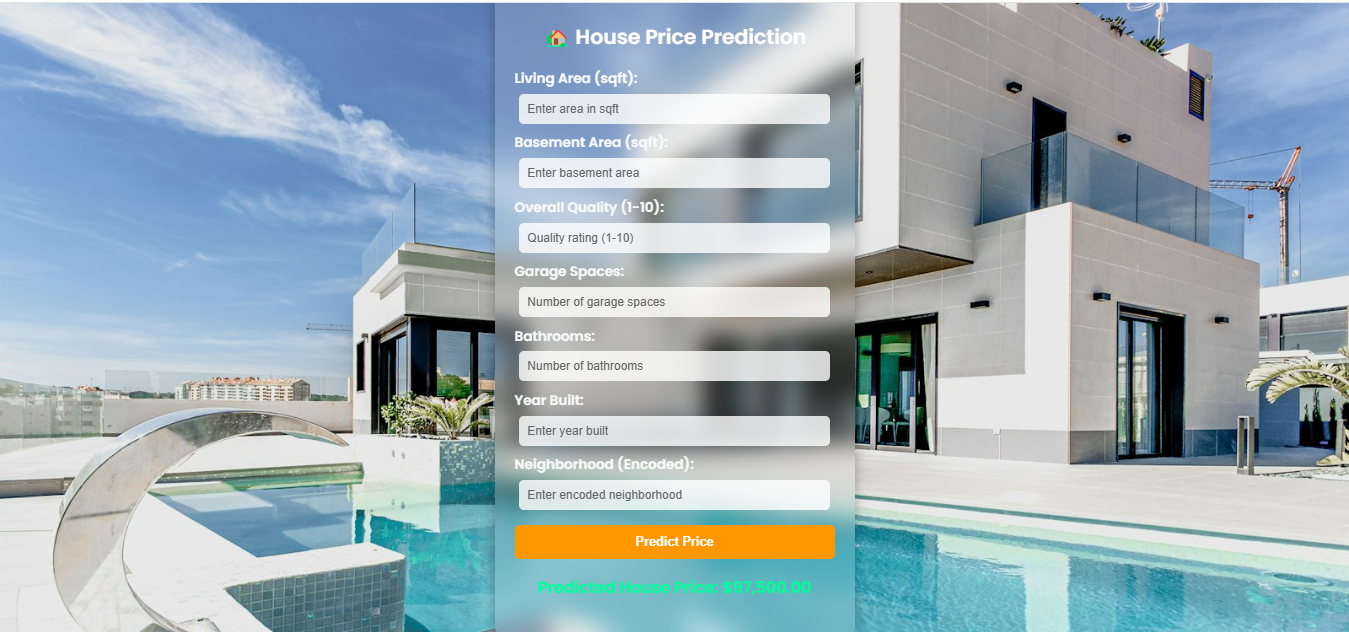 House Price Prediction
Living Area (sqft):
Enter area in sqft
Basement Area (sqft):
Enter basement area
Overall Quality (1-10):
Quality rating (1-10)
Garage Spaces:
Number of garage spaces
Bathrooms:
Number of bathrooms
Year Built:
Enter year built
Neighborhood (Encoded):
Enter encoded neighborhood
Predict Price
Predicted House Price: $97,500.00